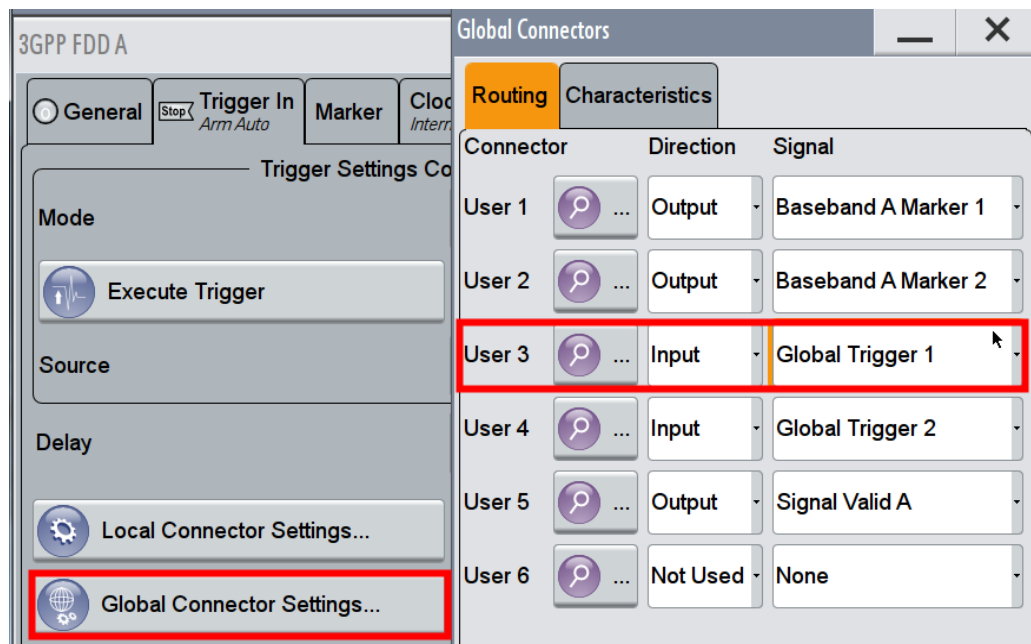 3GPP FDD A
General
Stop
Trigger In
Arm Auto
Marker
Cloc
Intern
Trigger Settings Co
Mode
Execute Trigger
Source
Delay
Local Connector Settings...
Global Connector Settings...
Global Connectors
Routing
Characteristics
Connector Direction Signal
User 1 ... Output Baseband A Marker 1
User 2 ... Output Baseband A Marker 2
User 3 ... Input Global Trigger 1
User 4 ... Input Global Trigger 2
User 5 ... Output Signal Valid A
User 6 ... Not Used None